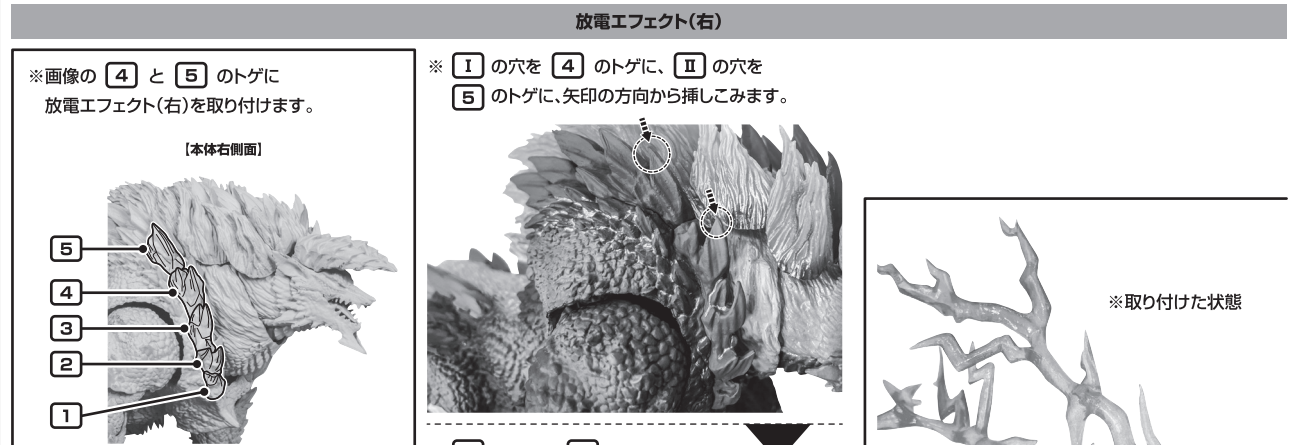 放電エフェクト(右)
※画像の 4 と 5 のトゲに
放電エフェクト(右)を取り付けます。
【本体右側面】
5
4
3
2
1
※ I の穴を 4 のトゲに、 II の穴を
5 のトゲに、矢印の方向から挿しこみます。
※取り付けた状態